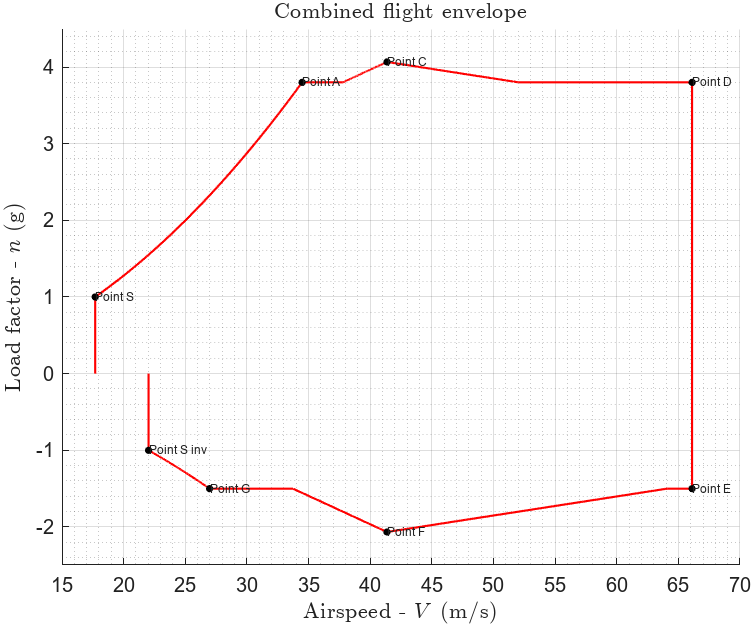 Combined flight envelope
Load factor - n (g)
4
3
2
1
0
-1
-2
Point C
Point A
Point D
Point S
Point S inv
Point G
Point E
Point F
15 20 25 30 35 40 45 50 55 60 65 70
Airspeed - V (m/s)